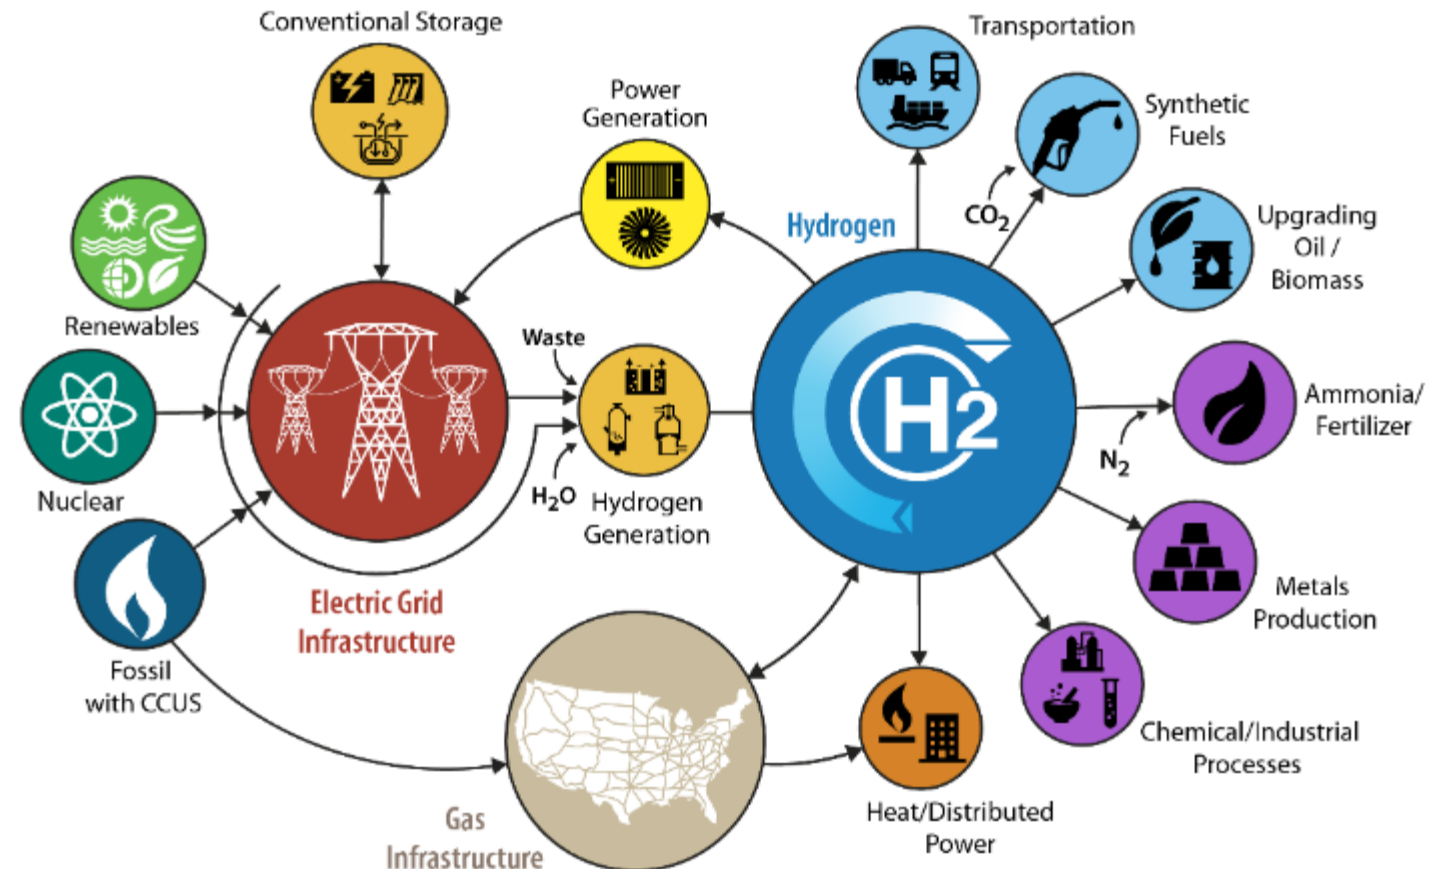 Conventional Storage
Transportation
Power
Generation
Synthetic
Fuels
CO2
Hydrogen
Upgrading
Oil /
Biomass
Renewables
Waste
H2
Ammonia/
Fertilizer
N2
Nuclear
H2O
Hydrogen
Generation
Electric Grid
Infrastructure
Metals
Production
Fossil
with CCUS
Chemical/Industrial
Processes
Heat/Distributed
Power
Gas
Infrastructure